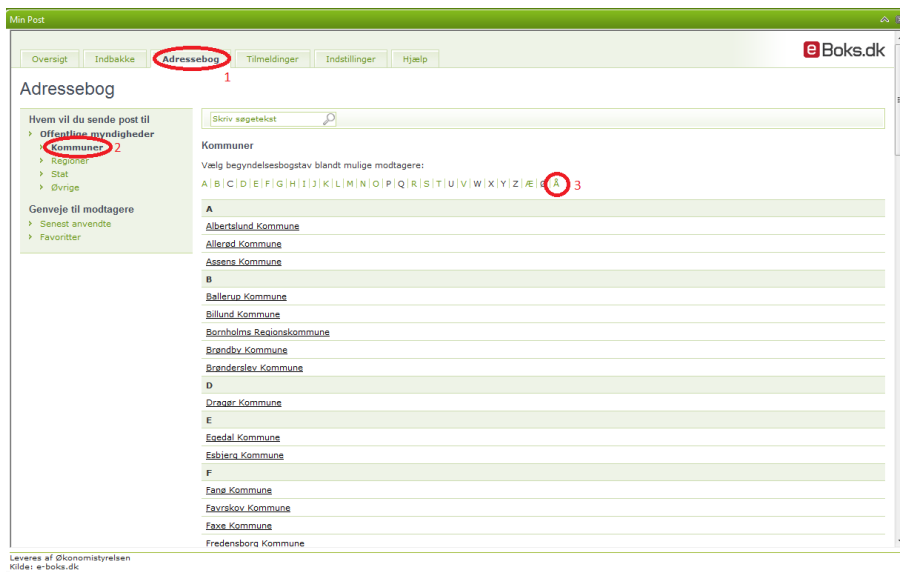 Min Post
e Boks.dk
Oversigt Indbakke Adressebog Tilmeldinger Indstillinger Hjælp
1
Adressebog
Hvem vil du sende post til
Offentlige myndigheder
Kommuner 2
Regioner
Stat
Øvrige
Genveje til modtagere
Senest anvendte
Favoritter
Skriv søgetekst
Kommuner
Vælg begyndelsesbogstav blandt mulige modtagere:
A|B|C|D|E|F|G|H|I|J|K|L|M|N|O|P|Q|R|S|T|U|V|W|X|Y|Z|Æ|Ø|Å 3
A
Albertslund Kommune
Allerød Kommune
Assens Kommune
B
Ballerup Kommune
Billund Kommune
Bornholms Regionskommune
Brøndby Kommune
Brønderslev Kommune
D
Dragør Kommune
E
Egedal Kommune
Esbjerg Kommune
F
Fanø Kommune
Favrskov Kommune
Faxe Kommune
Fredensborg Kommune
Leveres af Økonomistyrelsen
Kilde: e-boks.dk